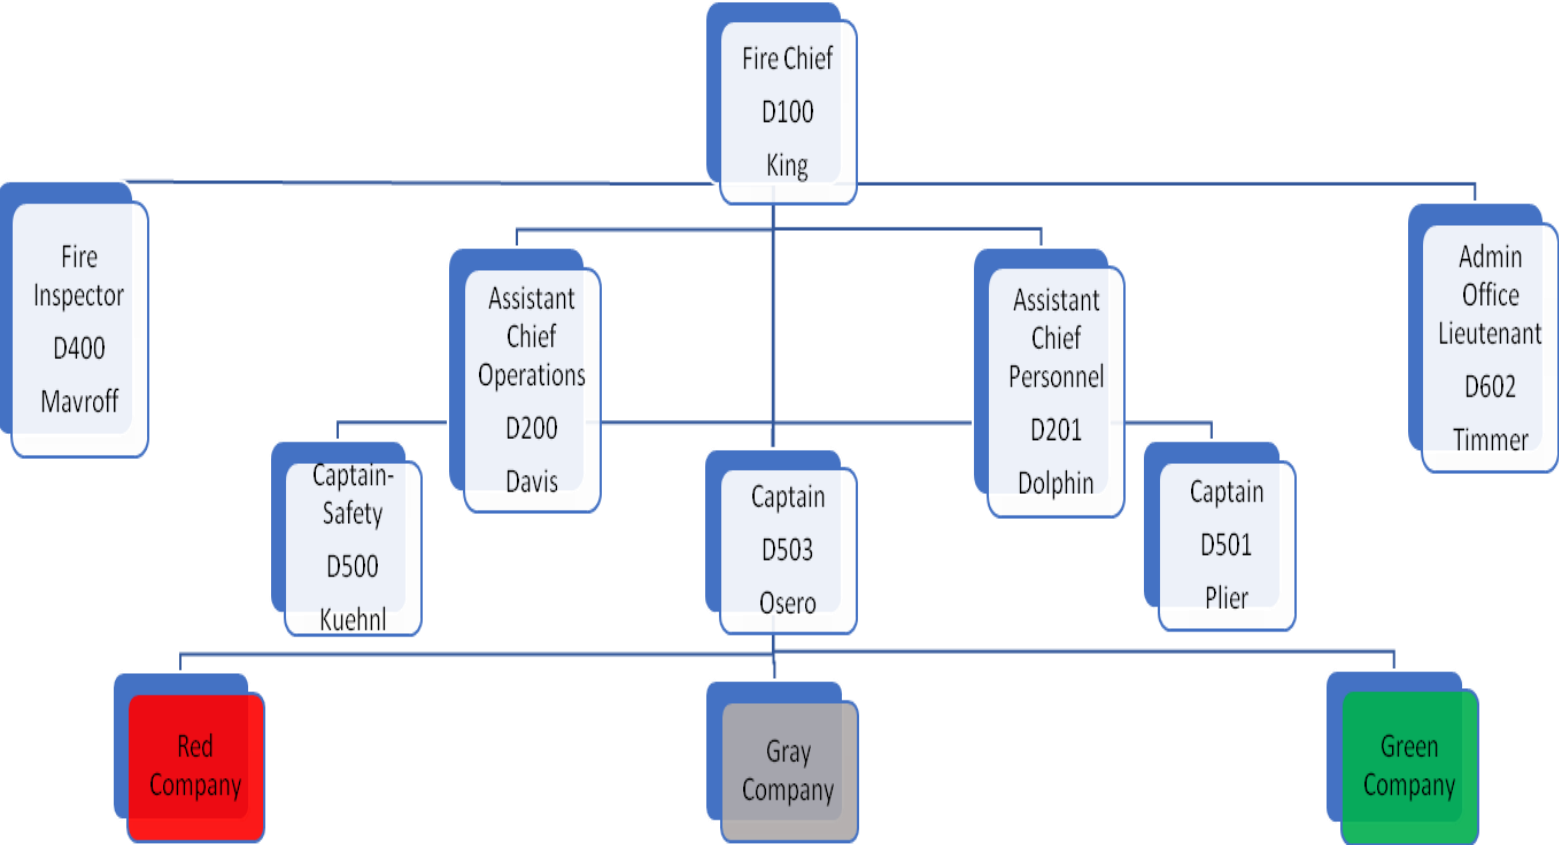 Fire Chief
D100
King
Fire
Inspector
D400
Mavroff
Assistant
Chief
Operations
D200
Davis
Assistant
Chief
Personnel
D201
Dolphin
Admin
Office
Lieutenant
D602
Timmer
Captain-
Safety
D500
Kuehnl
Captain
D503
Osero
Captain
D501
Plier
Red
Company
Gray
Company
Green
Company